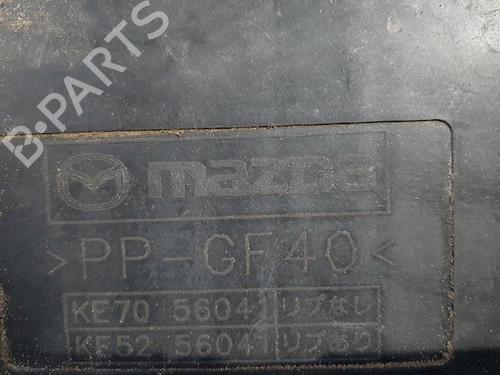 B-PARTS
mazda
>PP-GF40<
KE70 56041 リブなし
KE52 56041 リブあり